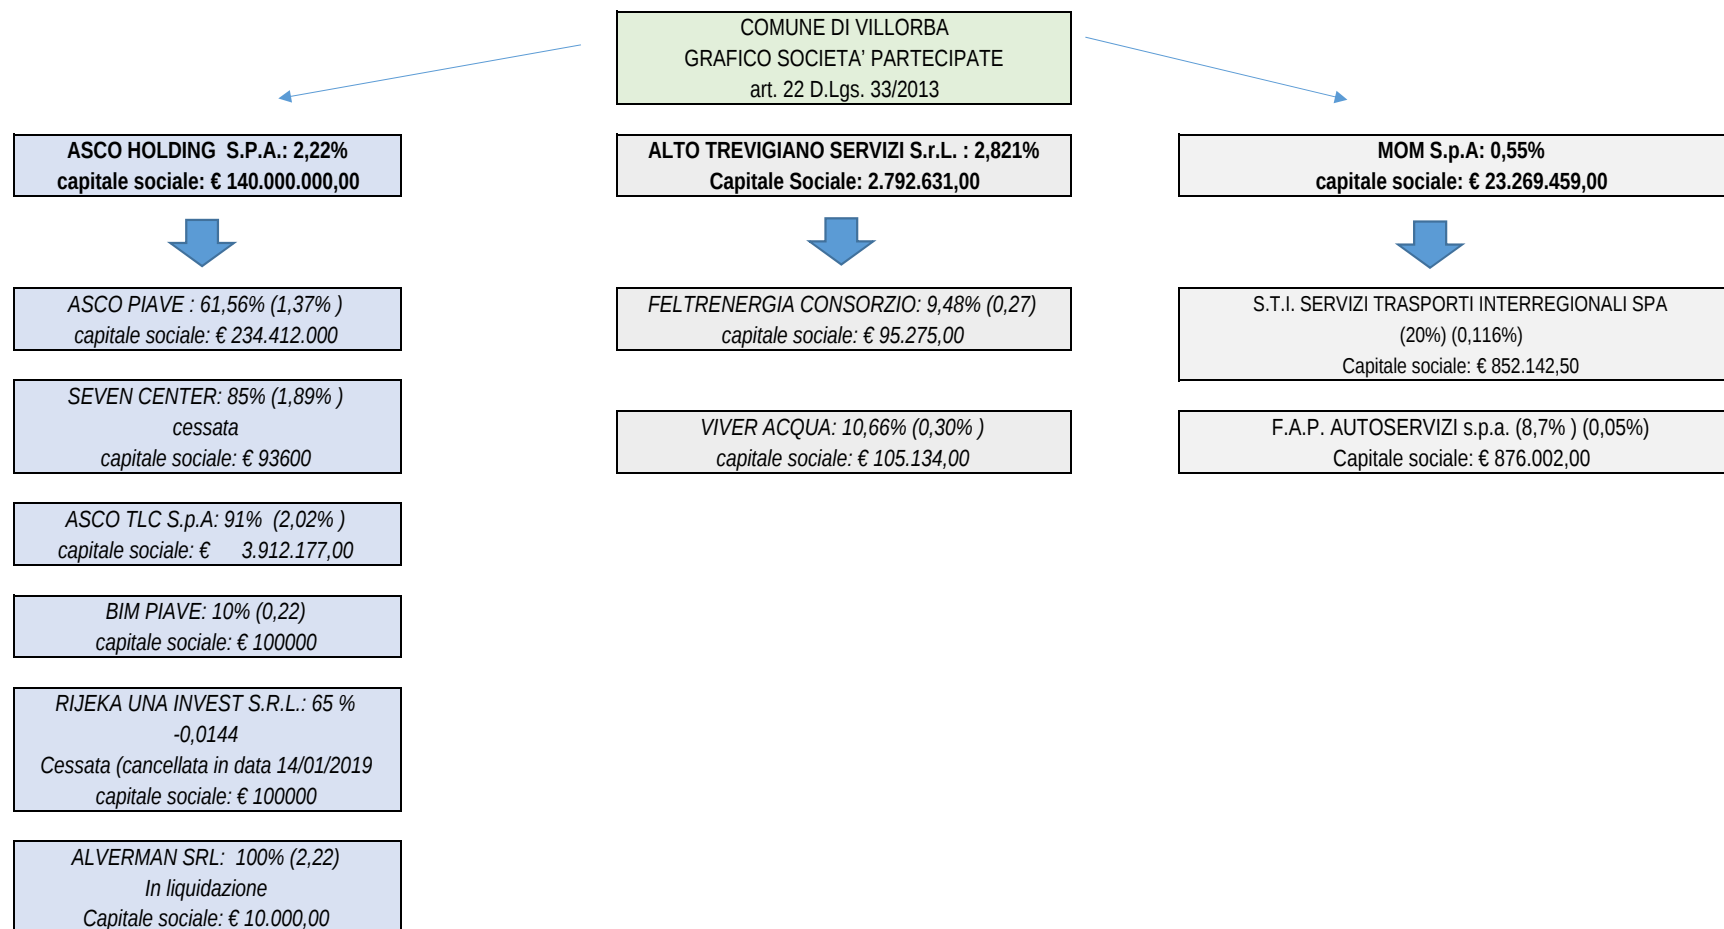 COMUNE DI VILLORBA
GRAFICO SOCIETA’ PARTECIPATE
art. 22 D.Lgs. 33/2013
ASCO HOLDING S.P.A.: 2,22%
capitale sociale: € 140.000.000,00
ALTO TREVIGIANO SERVIZI S.r.L. : 2,821%
Capitale Sociale: 2.792.631,00
MOM S.p.A: 0,55%
capitale sociale: € 23.269.459,00
ASCO PIAVE : 61,56% (1,37% )
capitale sociale: € 234.412.000
SEVEN CENTER: 85% (1,89% )
cessata
capitale sociale: € 93600
ASCO TLC S.p.A: 91% (2,02% )
capitale sociale: € 3.912.177,00
BIM PIAVE: 10% (0,22)
capitale sociale: € 100000
RIJEKA UNA INVEST S.R.L.: 65 %
-0,0144
Cessata (cancellata in data 14/01/2019
capitale sociale: € 100000
ALVERMAN SRL: 100% (2,22)
In liquidazione
Capitale sociale: € 10.000,00
FELTRENERGIA CONSORZIO: 9,48% (0,27)
capitale sociale: € 95.275,00
VIVER ACQUA: 10,66% (0,30% )
capitale sociale: € 105.134,00
S.T.I. SERVIZI TRASPORTI INTERREGIONALI SPA
(20%) (0,116%)
Capitale sociale: € 852.142,50
F.A.P. AUTOSERVIZI s.p.a. (8,7% ) (0,05%)
Capitale sociale: € 876.002,00